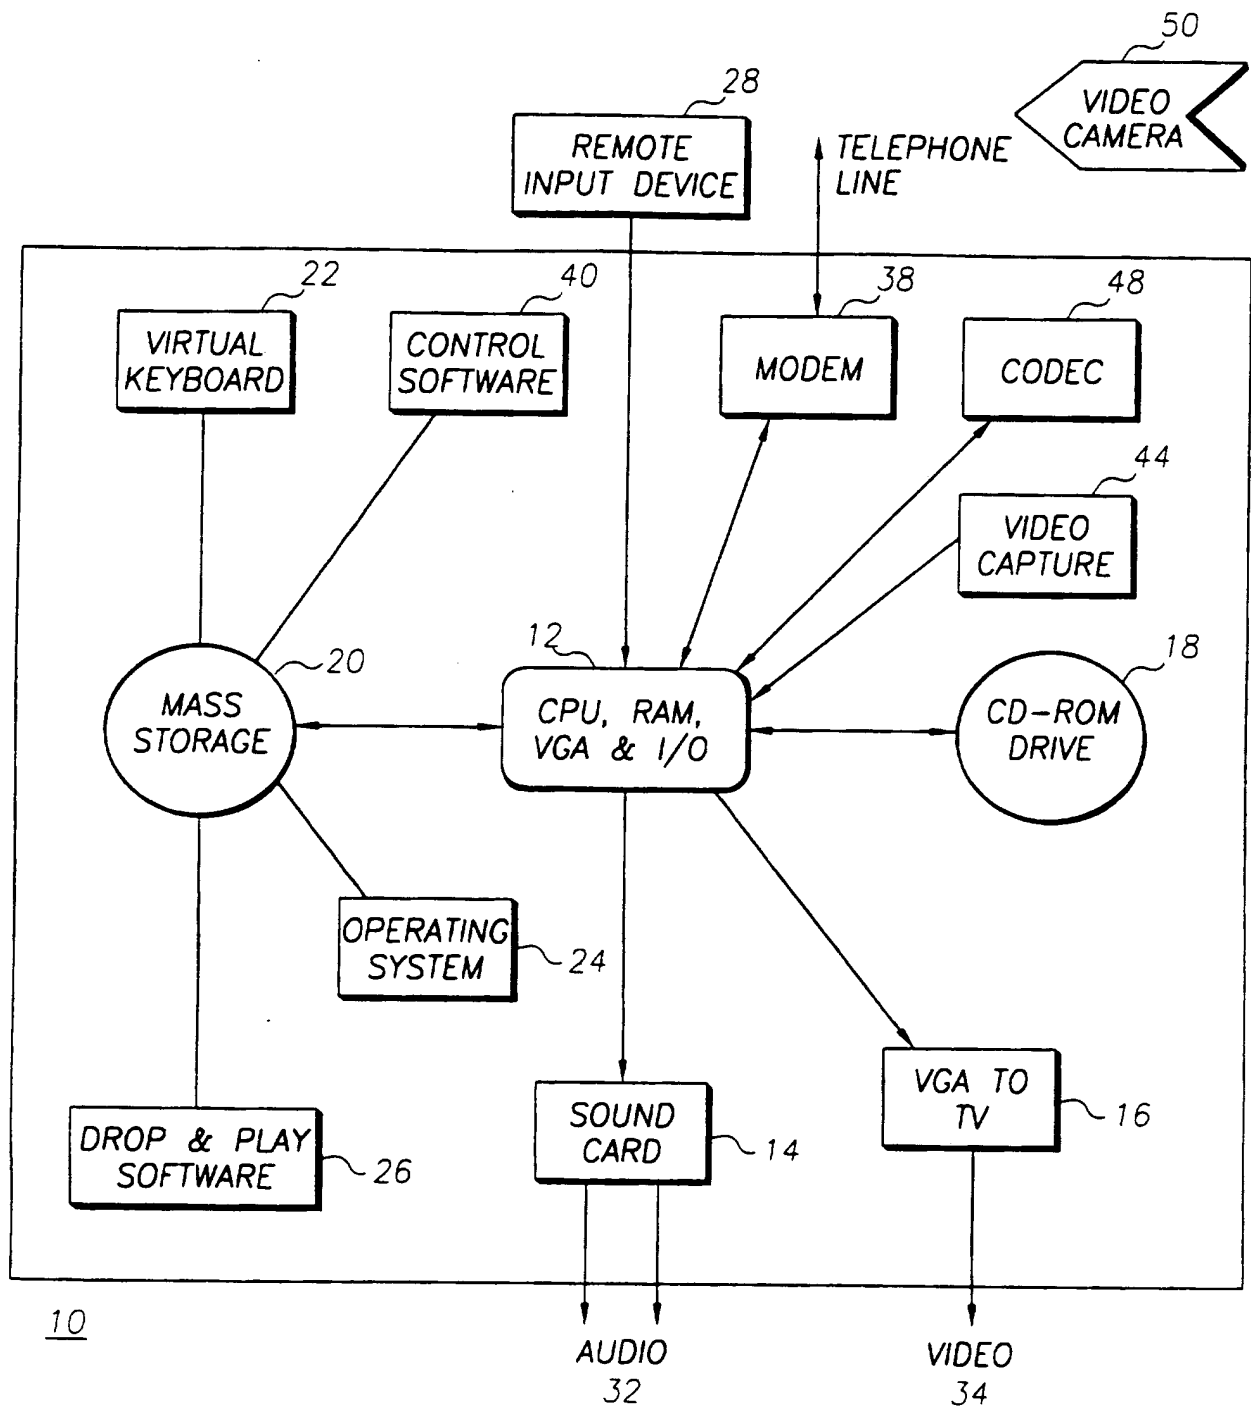 50
VIDEO
CAMERA
28
REMOTE
INPUT DEVICE
TELEPHONE
LINE
22
VIRTUAL
KEYBOARD
40
CONTROL
SOFTWARE
38
MODEM
48
CODEC
44
VIDEO
CAPTURE
20
MASS
STORAGE
12
CPU, RAM,
VGA & I/O
18
CD-ROM
DRIVE
OPERATING
SYSTEM
24
DROP & PLAY
SOFTWARE
26
SOUND
CARD
14
VGA TO
TV
16
10
AUDIO
32
VIDEO
34